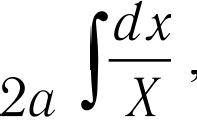 2a ∫ dx/X ,